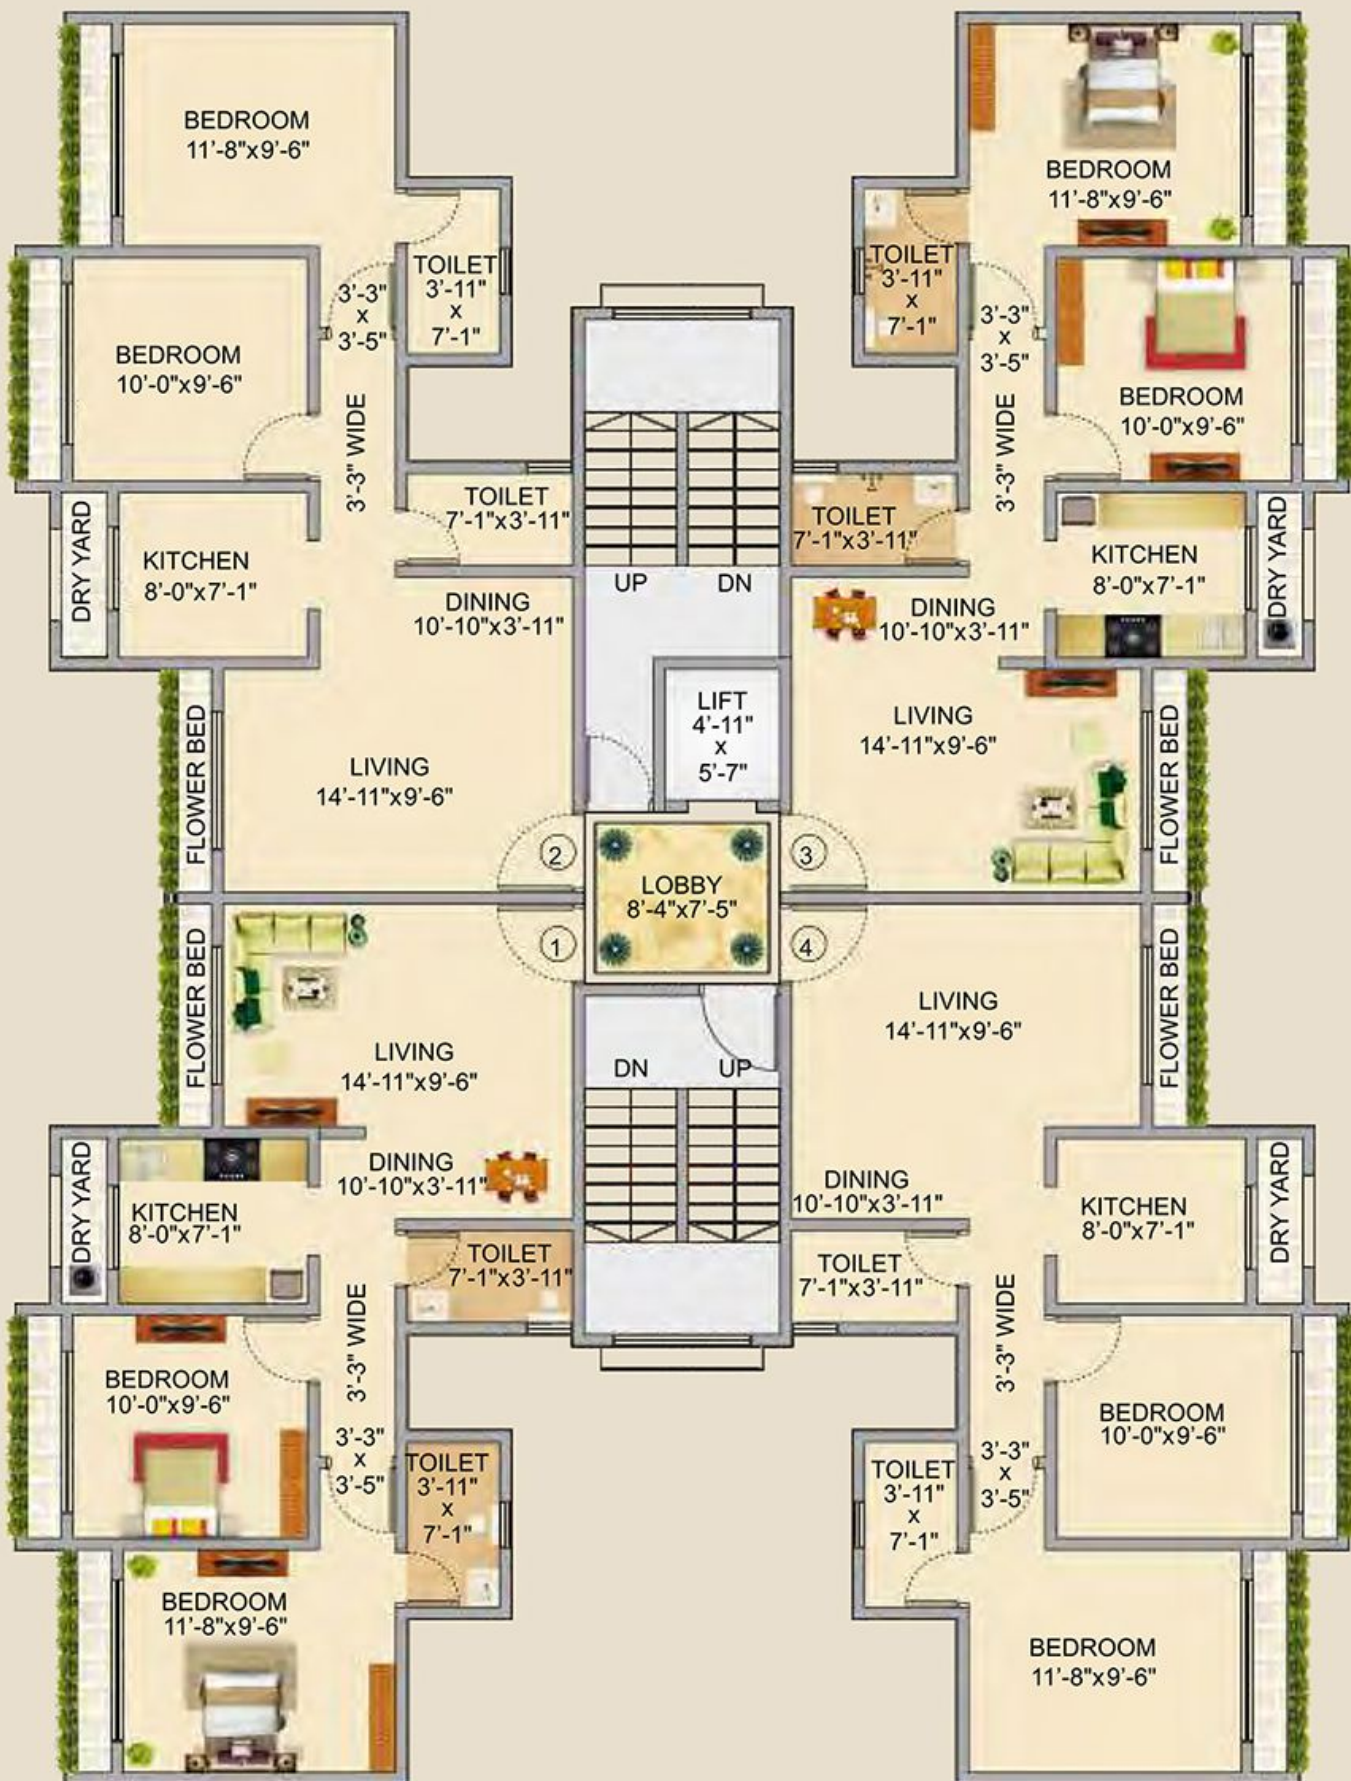 BEDROOM
11'-8"x9'-6"
TOILET
3'-11"
x
7'-1"
3'-3"
x
3'-5"
BEDROOM
10'-0"x9'-6"
3'-3" WIDE
TOILET
7'-1"x3'-11"
DRY YARD
KITCHEN
8'-0"x7'-1"
DINING
10'-10"x3'-11"
FLOWER BED
LIVING
14'-11"x9'-6"
2
UP
DN
LIFT
4'-11"
x
5'-7"
BEDROOM
11'-8"x9'-6"
TOILET
3'-11"
x
7'-1"
3'-3"
x
3'-5"
BEDROOM
10'-0"x9'-6"
3'-3" WIDE
TOILET
7'-1"x3'-11"
KITCHEN
8'-0"x7'-1"
DRY YARD
DINING
10'-10"x3'-11"
LIVING
14'-11"x9'-6"
FLOWER BED
3
LOBBY
8'-4"x7'-5"
1
FLOWER BED
LIVING
14'-11"x9'-6"
DINING
10'-10"x3'-11"
DRY YARD
KITCHEN
8'-0"x7'-1"
TOILET
7'-1"x3'-11"
3'-3" WIDE
BEDROOM
10'-0"x9'-6"
3'-3"
x
3'-5"
TOILET
3'-11"
x
7'-1"
BEDROOM
11'-8"x9'-6"
DN
UP
4
LIVING
14'-11"x9'-6"
FLOWER BED
DINING
10'-10"x3'-11"
KITCHEN
8'-0"x7'-1"
DRY YARD
TOILET
7'-1"x3'-11"
3'-3" WIDE
BEDROOM
10'-0"x9'-6"
3'-3"
x
3'-5"
TOILET
3'-11"
x
7'-1"
BEDROOM
11'-8"x9'-6"